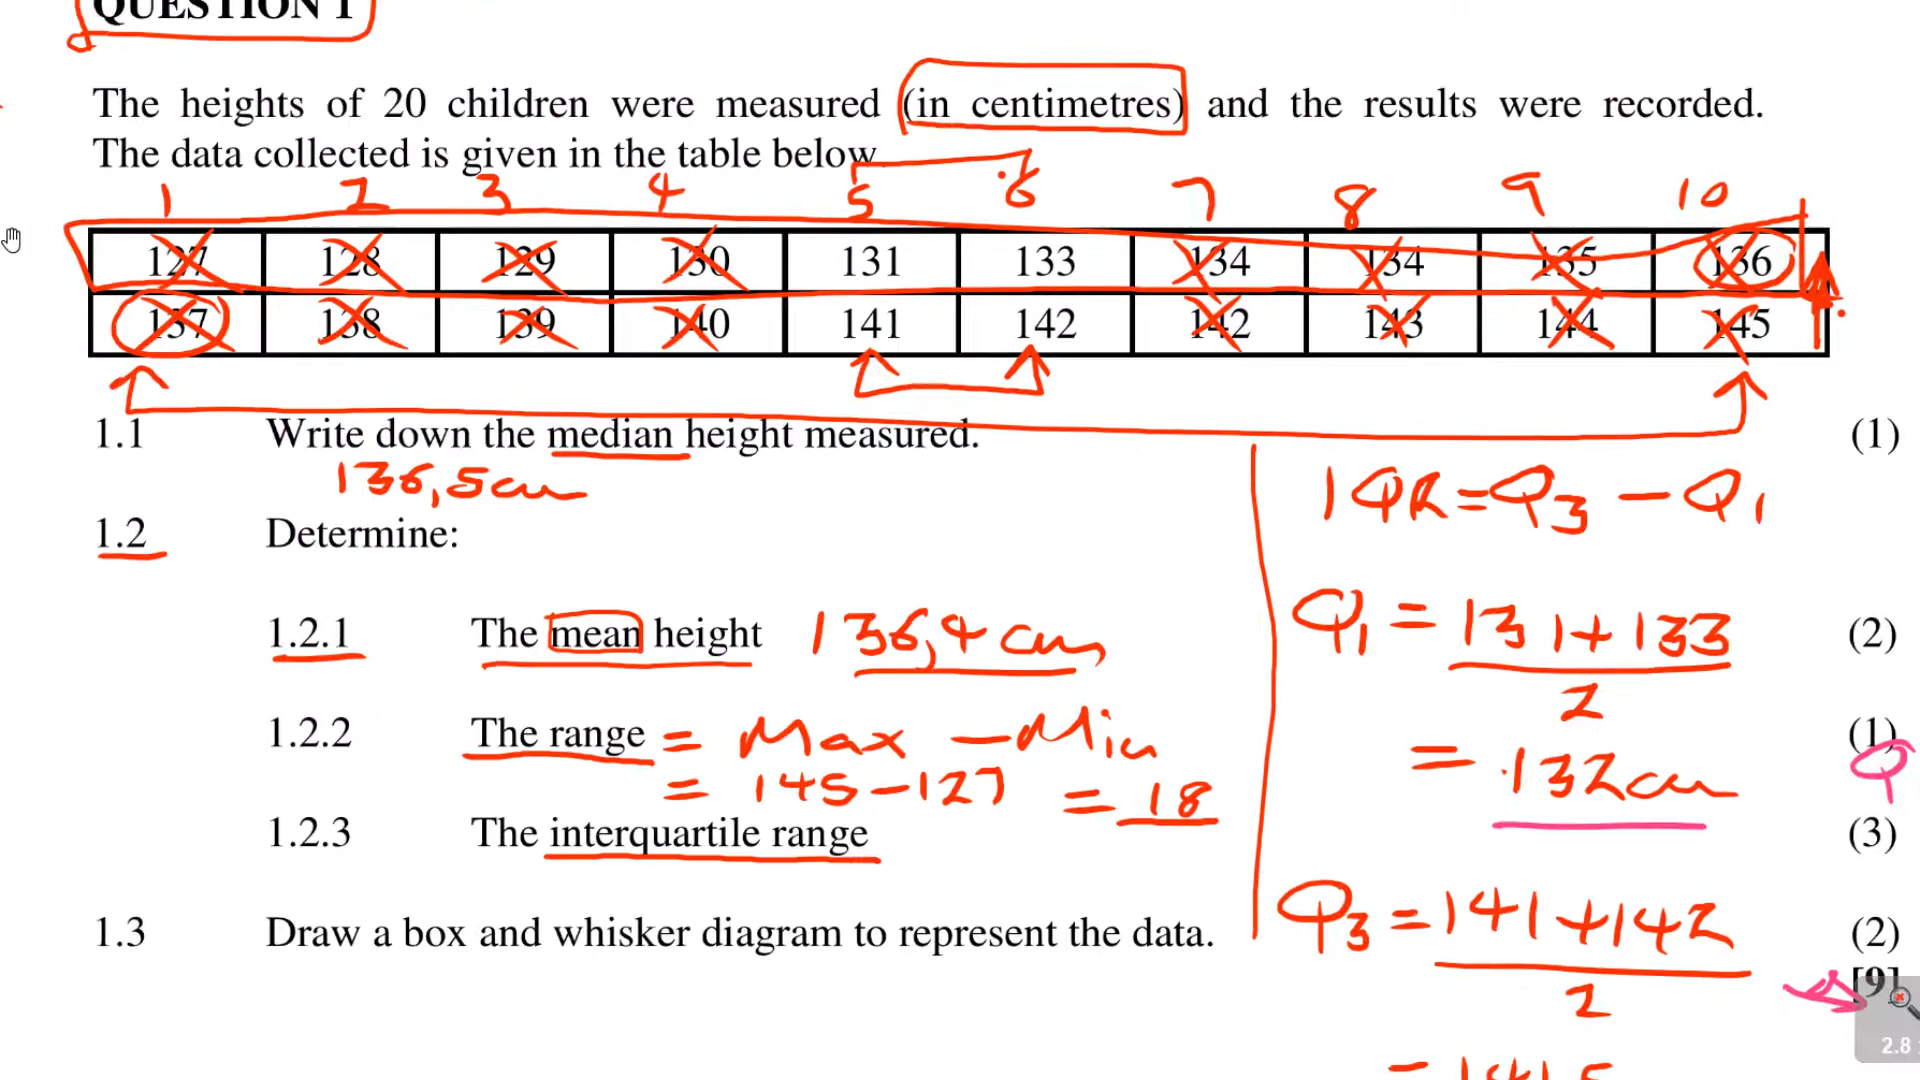 QUESTION 1
The heights of 20 children were measured (in centimetres) and the results were recorded.
The data collected is given in the table below.
1 2 3 4 5 6 7 8 9 10
127 128 129 130 131 133 134 134 135 136
137 138 139 140 141 142 142 143 144 145
1.1 Write down the median height measured. (1)
136,5cm
IQR = Q3 - Q1
1.2 Determine:
1.2.1 The mean height 136,4 cm (2)
Q1 = 131+133
2
1.2.2 The range = Max - Min (1)
= 145-127 = 18
= 132cm
Q
1.2.3 The interquartile range (3)
1.3 Draw a box and whisker diagram to represent the data. (2)
Q3 = 141+142
2
[9]
= 141,5
2.8